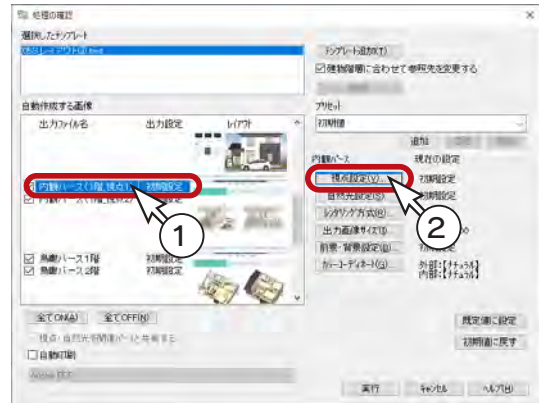 処理の確認
選択したテンプレート
テンプレート追加(T)
建物階層に合わせて参照先を変更する
自動作成する画像
プリセット
出力ファイル名 出力設定 レイアウト
初期値
追加
内観パース 現在の設定
内観パース(1階_視点1) 初期設定
視点設定(V)... 初期設定
自然光設定(S) 初期設定
レンダリング方式(R)...
出力画像サイズ(I)
1
2
前景・背景設定(B)... 初期設定
鳥瞰パース1階 初期設定
鳥瞰パース2階 初期設定
カラーコーディネート(G)... 外部:【ナチュラル】
内部:【ナチュラル】
全てON(A) 全てOFF(N)
既定値に設定
自動印刷
初期値に戻す
実行 キャンセル ヘルプ(H)